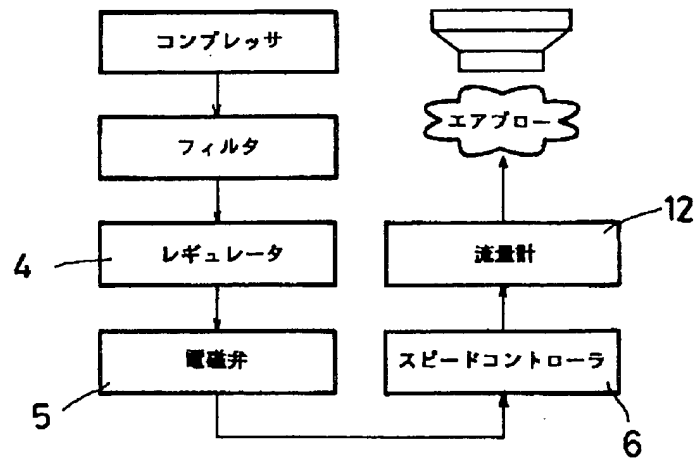 コンプレッサ
フィルタ
レギュレータ
4
電磁弁
5
エアブロー
流量計
12
スピードコントローラ
6